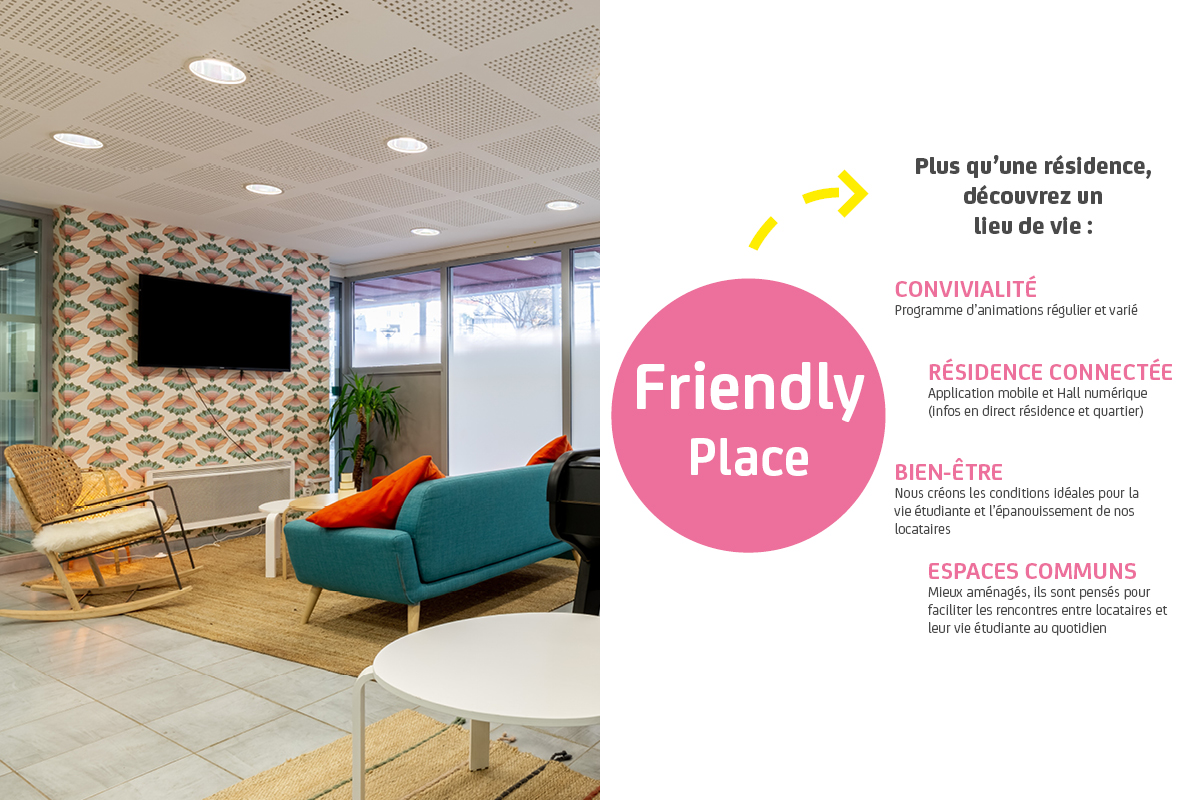 Plus qu'une résidence,
découvrez un
lieu de vie :
Friendly
Place
CONVIVIALITÉ
Programme d'animations régulier et varié
RÉSIDENCE CONNECTÉE
Application mobile et Hall numérique
(infos en direct résidence et quartier)
BIEN-ÊTRE
Nous créons les conditions idéales pour la
vie étudiante et l'épanouissement de nos
locataires
ESPACES COMMUNS
Mieux aménagés, ils sont pensés pour
faciliter les rencontres entre locataires et
leur vie étudiante au quotidien